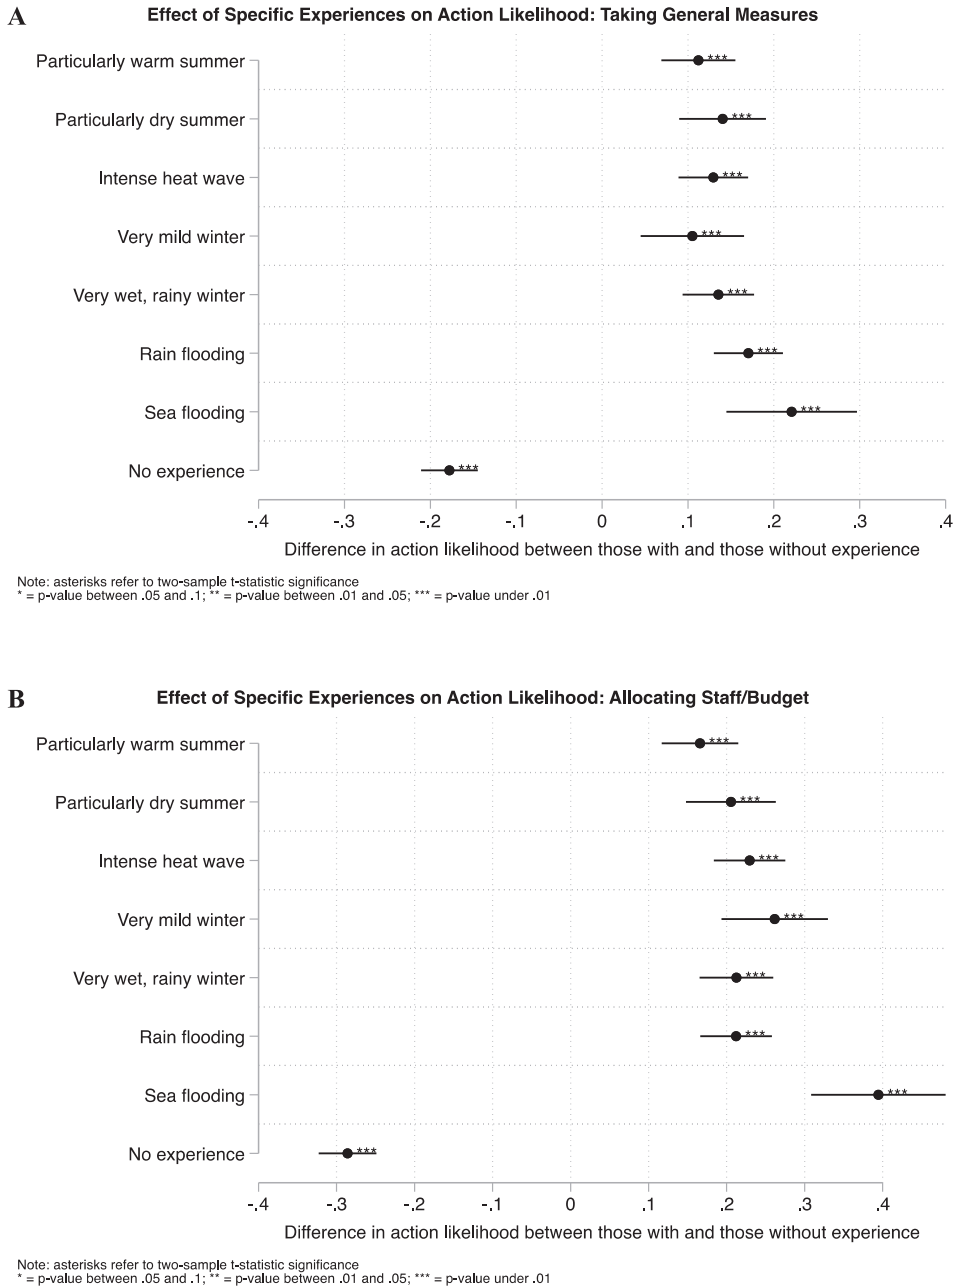 A
Effect of Specific Experiences on Action Likelihood: Taking General Measures
Particularly warm summer
***
Particularly dry summer
***
Intense heat wave
***
Very mild winter
***
Very wet, rainy winter
***
Rain flooding
***
Sea flooding
***
No experience
***
-.4 -.3 -.2 -.1 0 .1 .2 .3 .4
Difference in action likelihood between those with and those without experience
Note: asterisks refer to two-sample t-statistic significance
* = p-value between .05 and .1; ** = p-value between .01 and .05; *** = p-value under .01
B
Effect of Specific Experiences on Action Likelihood: Allocating Staff/Budget
Particularly warm summer
***
Particularly dry summer
***
Intense heat wave
***
Very mild winter
***
Very wet, rainy winter
***
Rain flooding
***
Sea flooding
***
No experience
***
-.4 -.3 -.2 -.1 0 .1 .2 .3 .4
Difference in action likelihood between those with and those without experience
Note: asterisks refer to two-sample t-statistic significance
* = p-value between .05 and .1; ** = p-value between .01 and .05; *** = p-value under .01